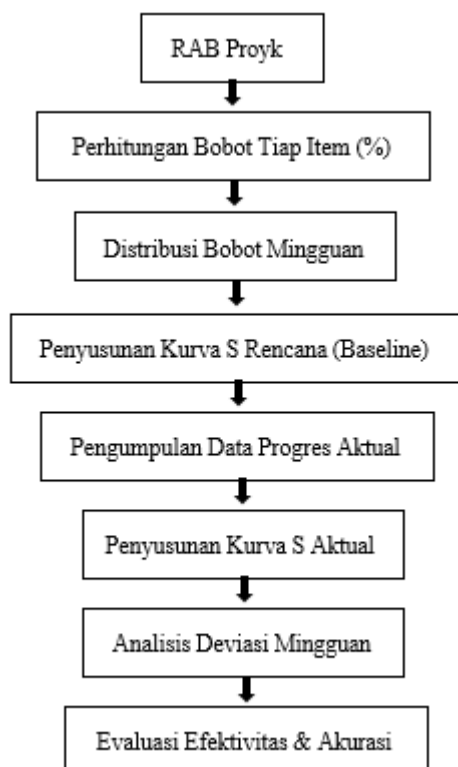 RAB Proyk
Perhitungan Bobot Tiap Item (%)
Distribusi Bobot Mingguan
Penyusunan Kurva S Rencana (Baseline)
Pengumpulan Data Progres Aktual
Penyusunan Kurva S Aktual
Analisis Deviasi Mingguan
Evaluasi Efektivitas & Akurasi